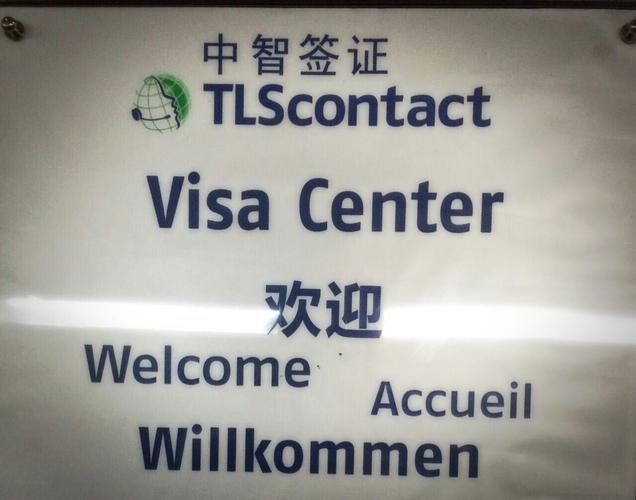 中智签证
TLScontact
Visa Center
欢迎
Welcome
Accueil
Willkommen